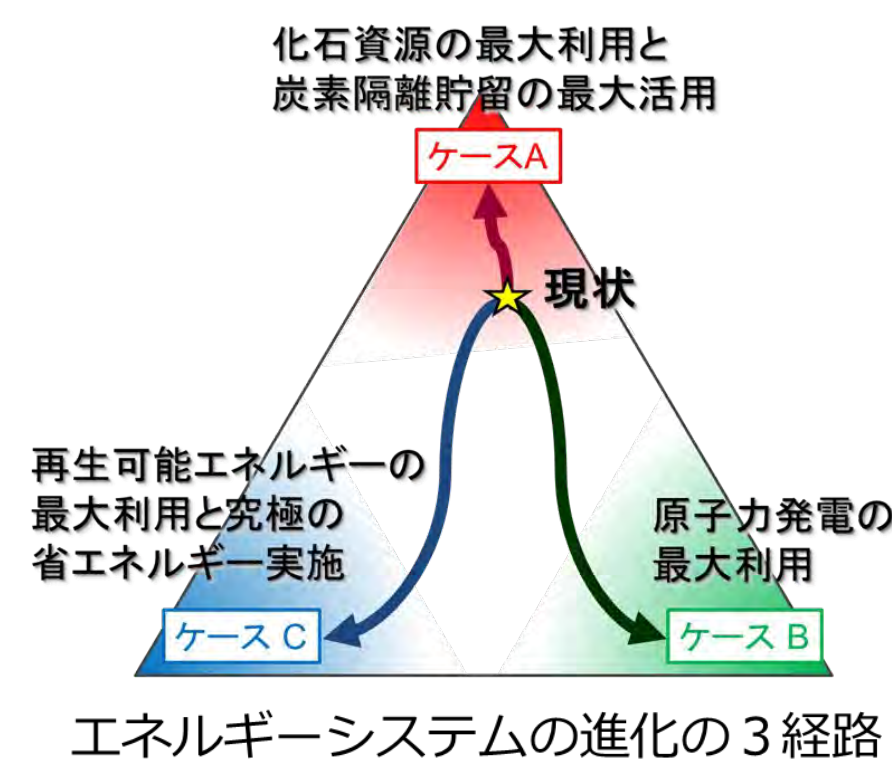 化石資源の最大利用と
炭素隔離貯留の最大活用
ケースA
現状
再生可能エネルギーの
最大利用と究極の
省エネルギー実施
原子力発電の
最大利用
ケース C
ケース B
エネルギーシステムの進化の3経路